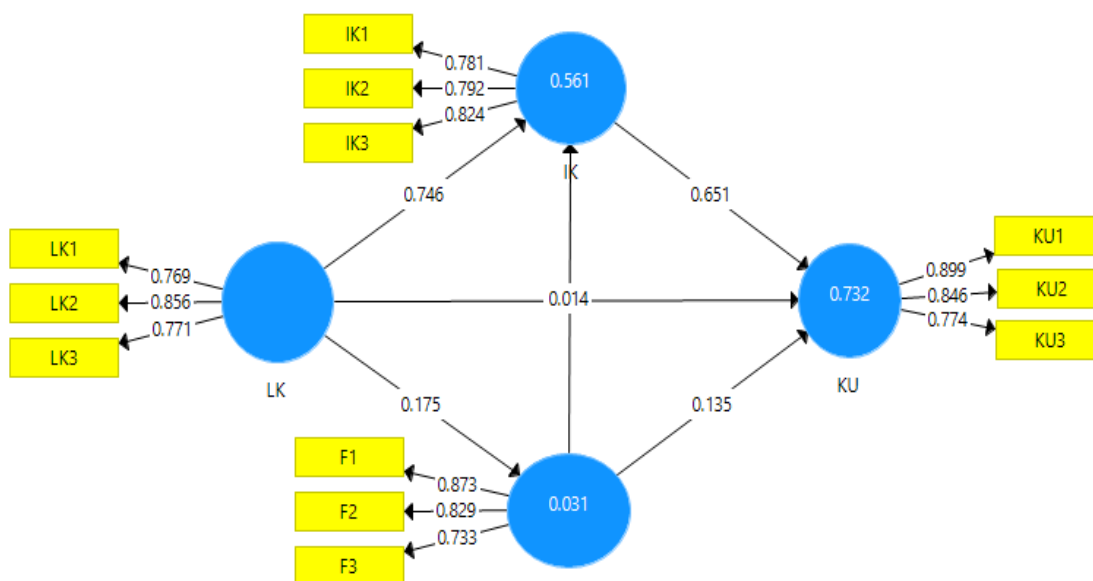 IK1
IK2
IK3
0.781
0.792
0.824
0.561
IK
0.746
0.651
LK1
LK2
LK3
0.769
0.856
0.771
LK
0.014
0.732
KU
KU1
KU2
KU3
0.899
0.846
0.774
0.175
0.135
F1
F2
F3
0.873
0.829
0.733
0.031